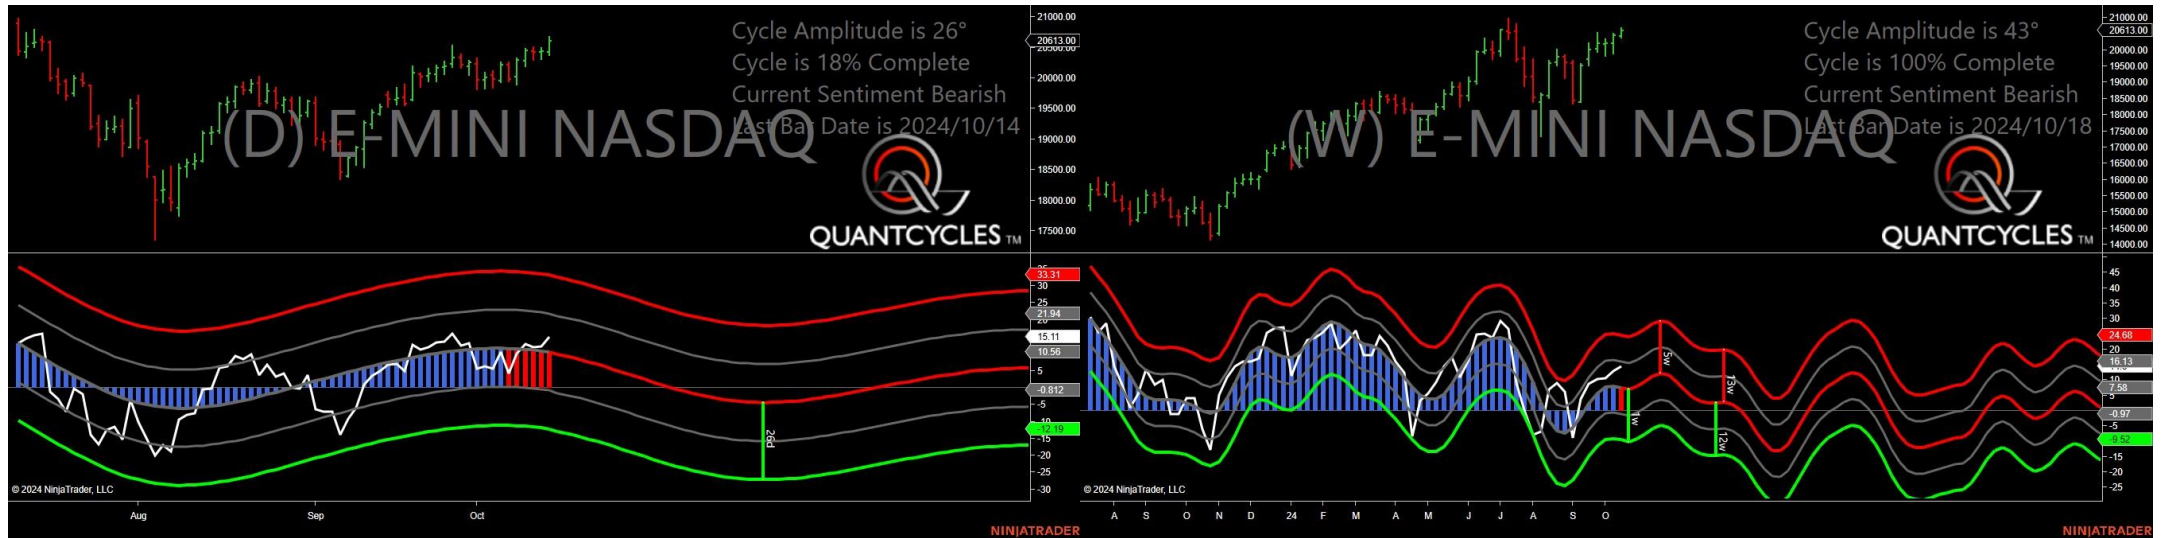 Cycle Amplitude is 26°
Cycle is 18% Complete
Current Sentiment Bearish
Last Bar Date is 2024/10/14
(D) E-MINI NASDAQ
QUANTCYCLES TM
21000.00
20613.00
20000.00
19500.00
19000.00
18500.00
18000.00
17500.00
33.31
30
25
21.94
15.11
10.56
5
-0.812
-5
-12.19
-15
-20
-25
-30
26d
© 2024 NinjaTrader, LLC
Aug Sep Oct
NINJATRADER
Cycle Amplitude is 43°
Cycle is 100% Complete
Current Sentiment Bearish
Last Bar Date is 2024/10/18
(W) E-MINI NASDAQ
QUANTCYCLES TM
21000.00
20613.00
20000.00
19500.00
19000.00
18500.00
18000.00
17500.00
17000.00
16500.00
16000.00
15500.00
15000.00
14500.00
14000.00
45
40
35
30
24.68
20
16.13
10
7.58
5
-0.97
-5
-9.52
-15
-20
-25
5w
13w
1w
12w
© 2024 NinjaTrader, LLC
A S O N D 24 F M A M J J A S O
NINJATRADER